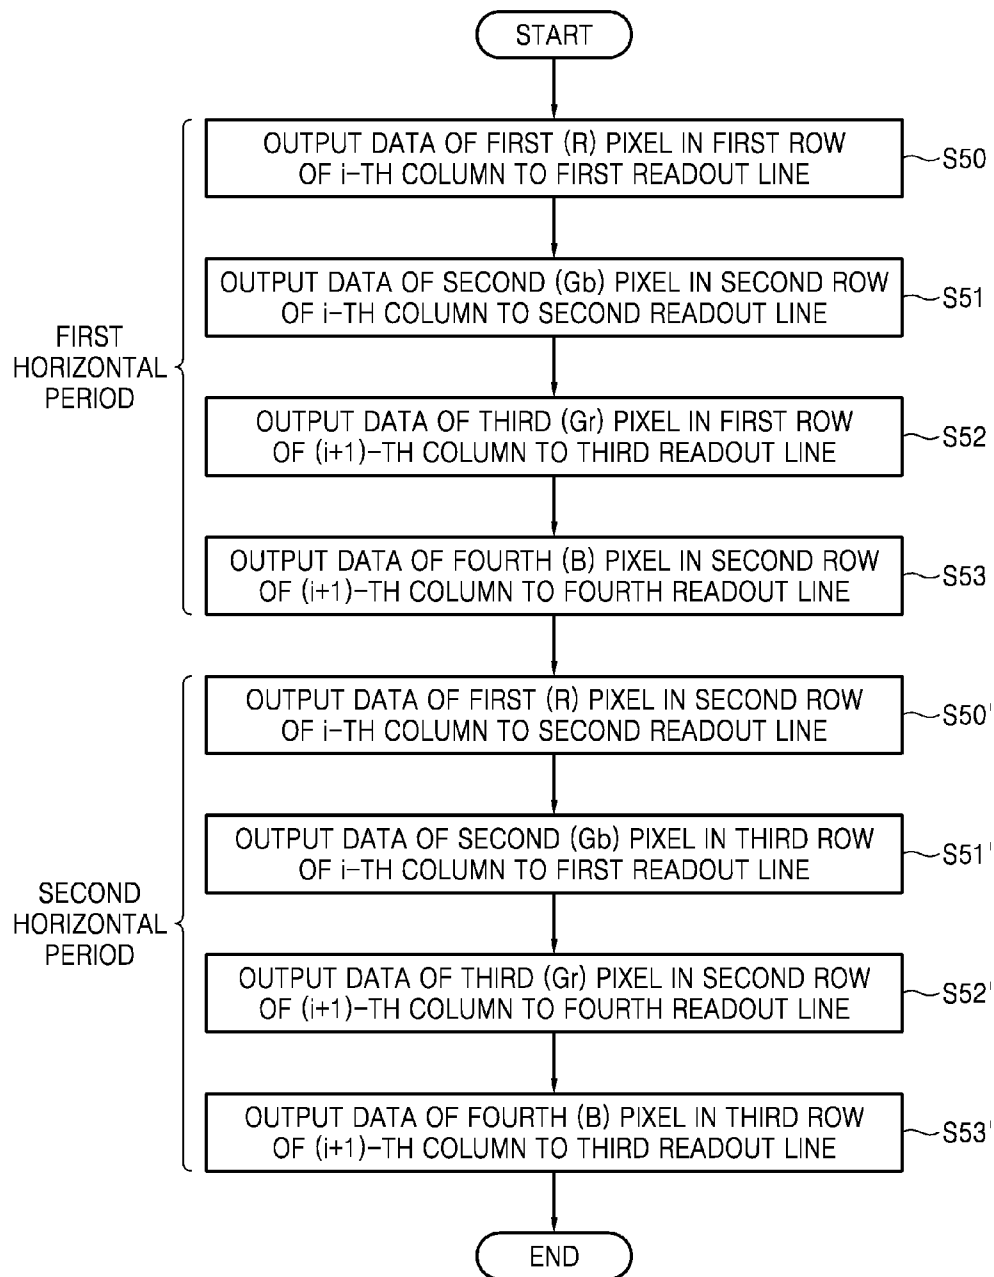 START
OUTPUT DATA OF FIRST (R) PIXEL IN FIRST ROW
OF i-TH COLUMN TO FIRST READOUT LINE
S50
OUTPUT DATA OF SECOND (Gb) PIXEL IN SECOND ROW
OF i-TH COLUMN TO SECOND READOUT LINE
S51
FIRST
HORIZONTAL
PERIOD
OUTPUT DATA OF THIRD (Gr) PIXEL IN FIRST ROW
OF (i+1)-TH COLUMN TO THIRD READOUT LINE
S52
OUTPUT DATA OF FOURTH (B) PIXEL IN SECOND ROW
OF (i+1)-TH COLUMN TO FOURTH READOUT LINE
S53
OUTPUT DATA OF FIRST (R) PIXEL IN SECOND ROW
OF i-TH COLUMN TO SECOND READOUT LINE
S50'
OUTPUT DATA OF SECOND (Gb) PIXEL IN THIRD ROW
OF i-TH COLUMN TO FIRST READOUT LINE
S51'
SECOND
HORIZONTAL
PERIOD
OUTPUT DATA OF THIRD (Gr) PIXEL IN SECOND ROW
OF (i+1)-TH COLUMN TO FOURTH READOUT LINE
S52'
OUTPUT DATA OF FOURTH (B) PIXEL IN THIRD ROW
OF (i+1)-TH COLUMN TO THIRD READOUT LINE
S53'
END